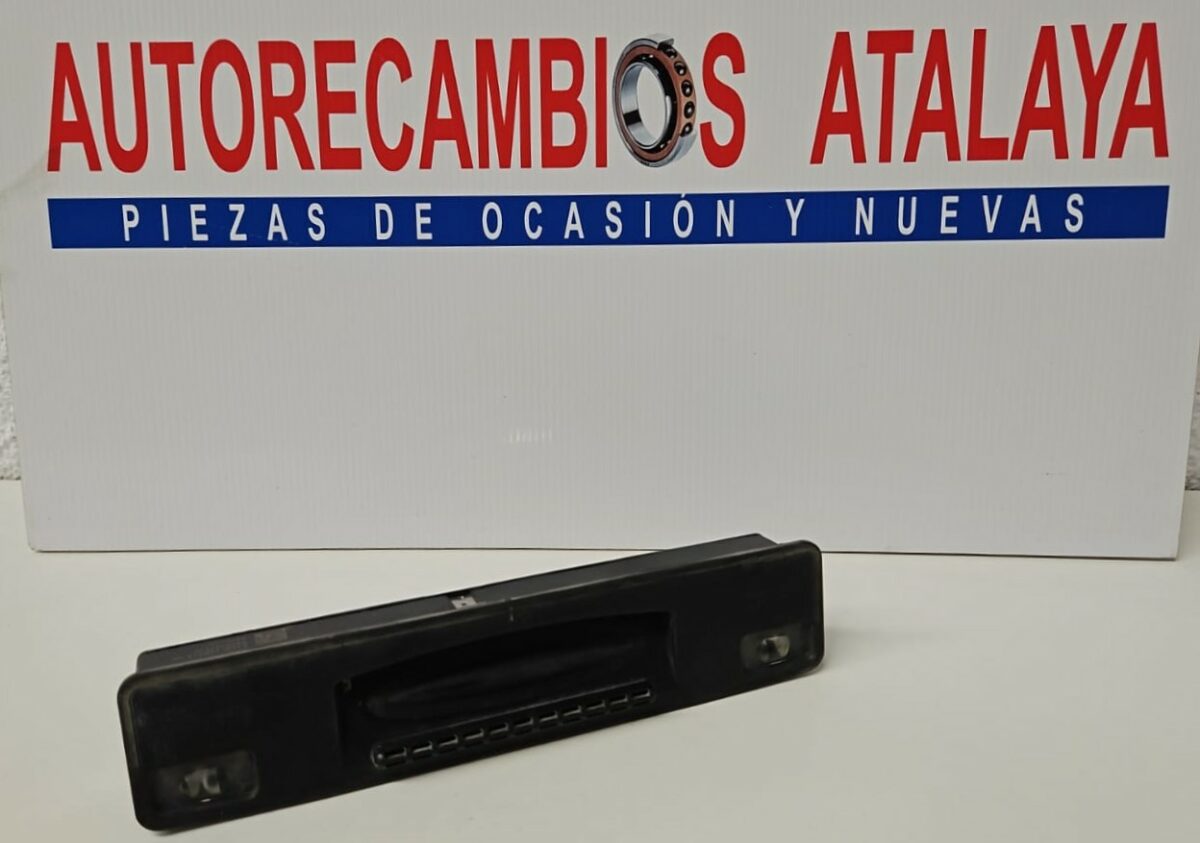 AUTORECAMBIOS ATALAYA
PIEZAS DE OCASIÓN Y NUEVAS